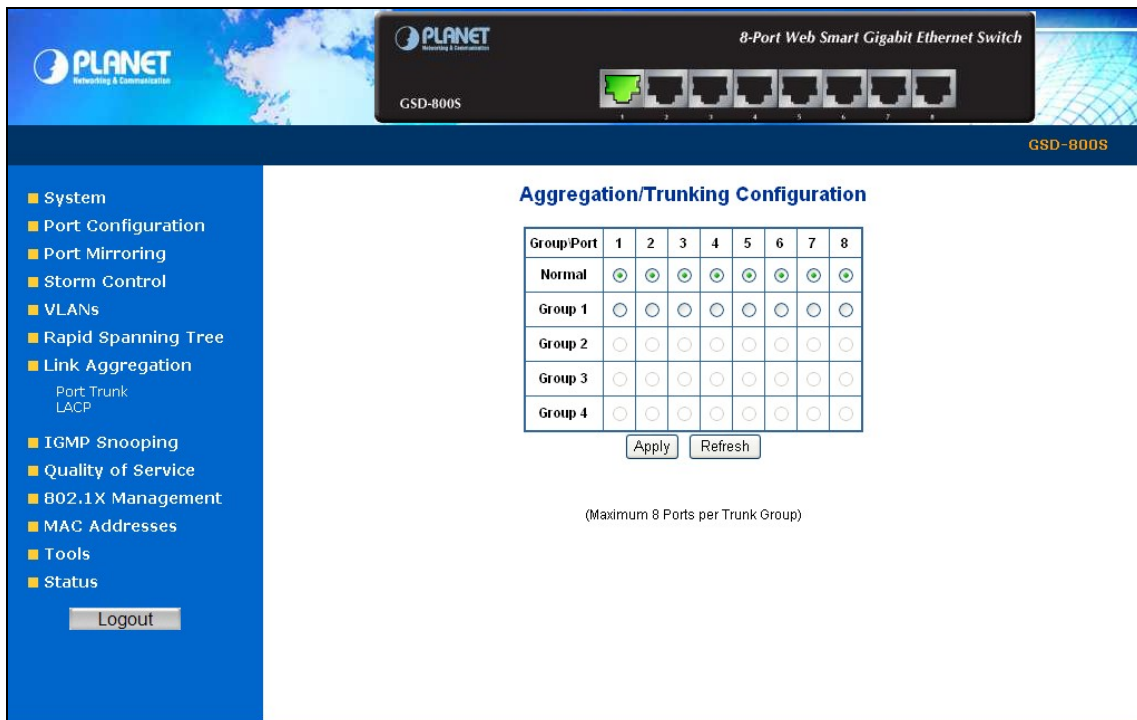 PLANET
Networking & Communication
PLANET
Networking & Communication
8-Port Web Smart Gigabit Ethernet Switch
GSD-800S
1 2 3 4 5 6 7 8
GSD-800S
System
Port Configuration
Port Mirroring
Storm Control
VLANs
Rapid Spanning Tree
Link Aggregation
Port Trunk
LACP
IGMP Snooping
Quality of Service
802.1X Management
MAC Addresses
Tools
Status
Logout
Aggregation/Trunking Configuration
Group\Port 1 2 3 4 5 6 7 8
Normal
Group 1
Group 2
Group 3
Group 4
Apply Refresh
(Maximum 8 Ports per Trunk Group)